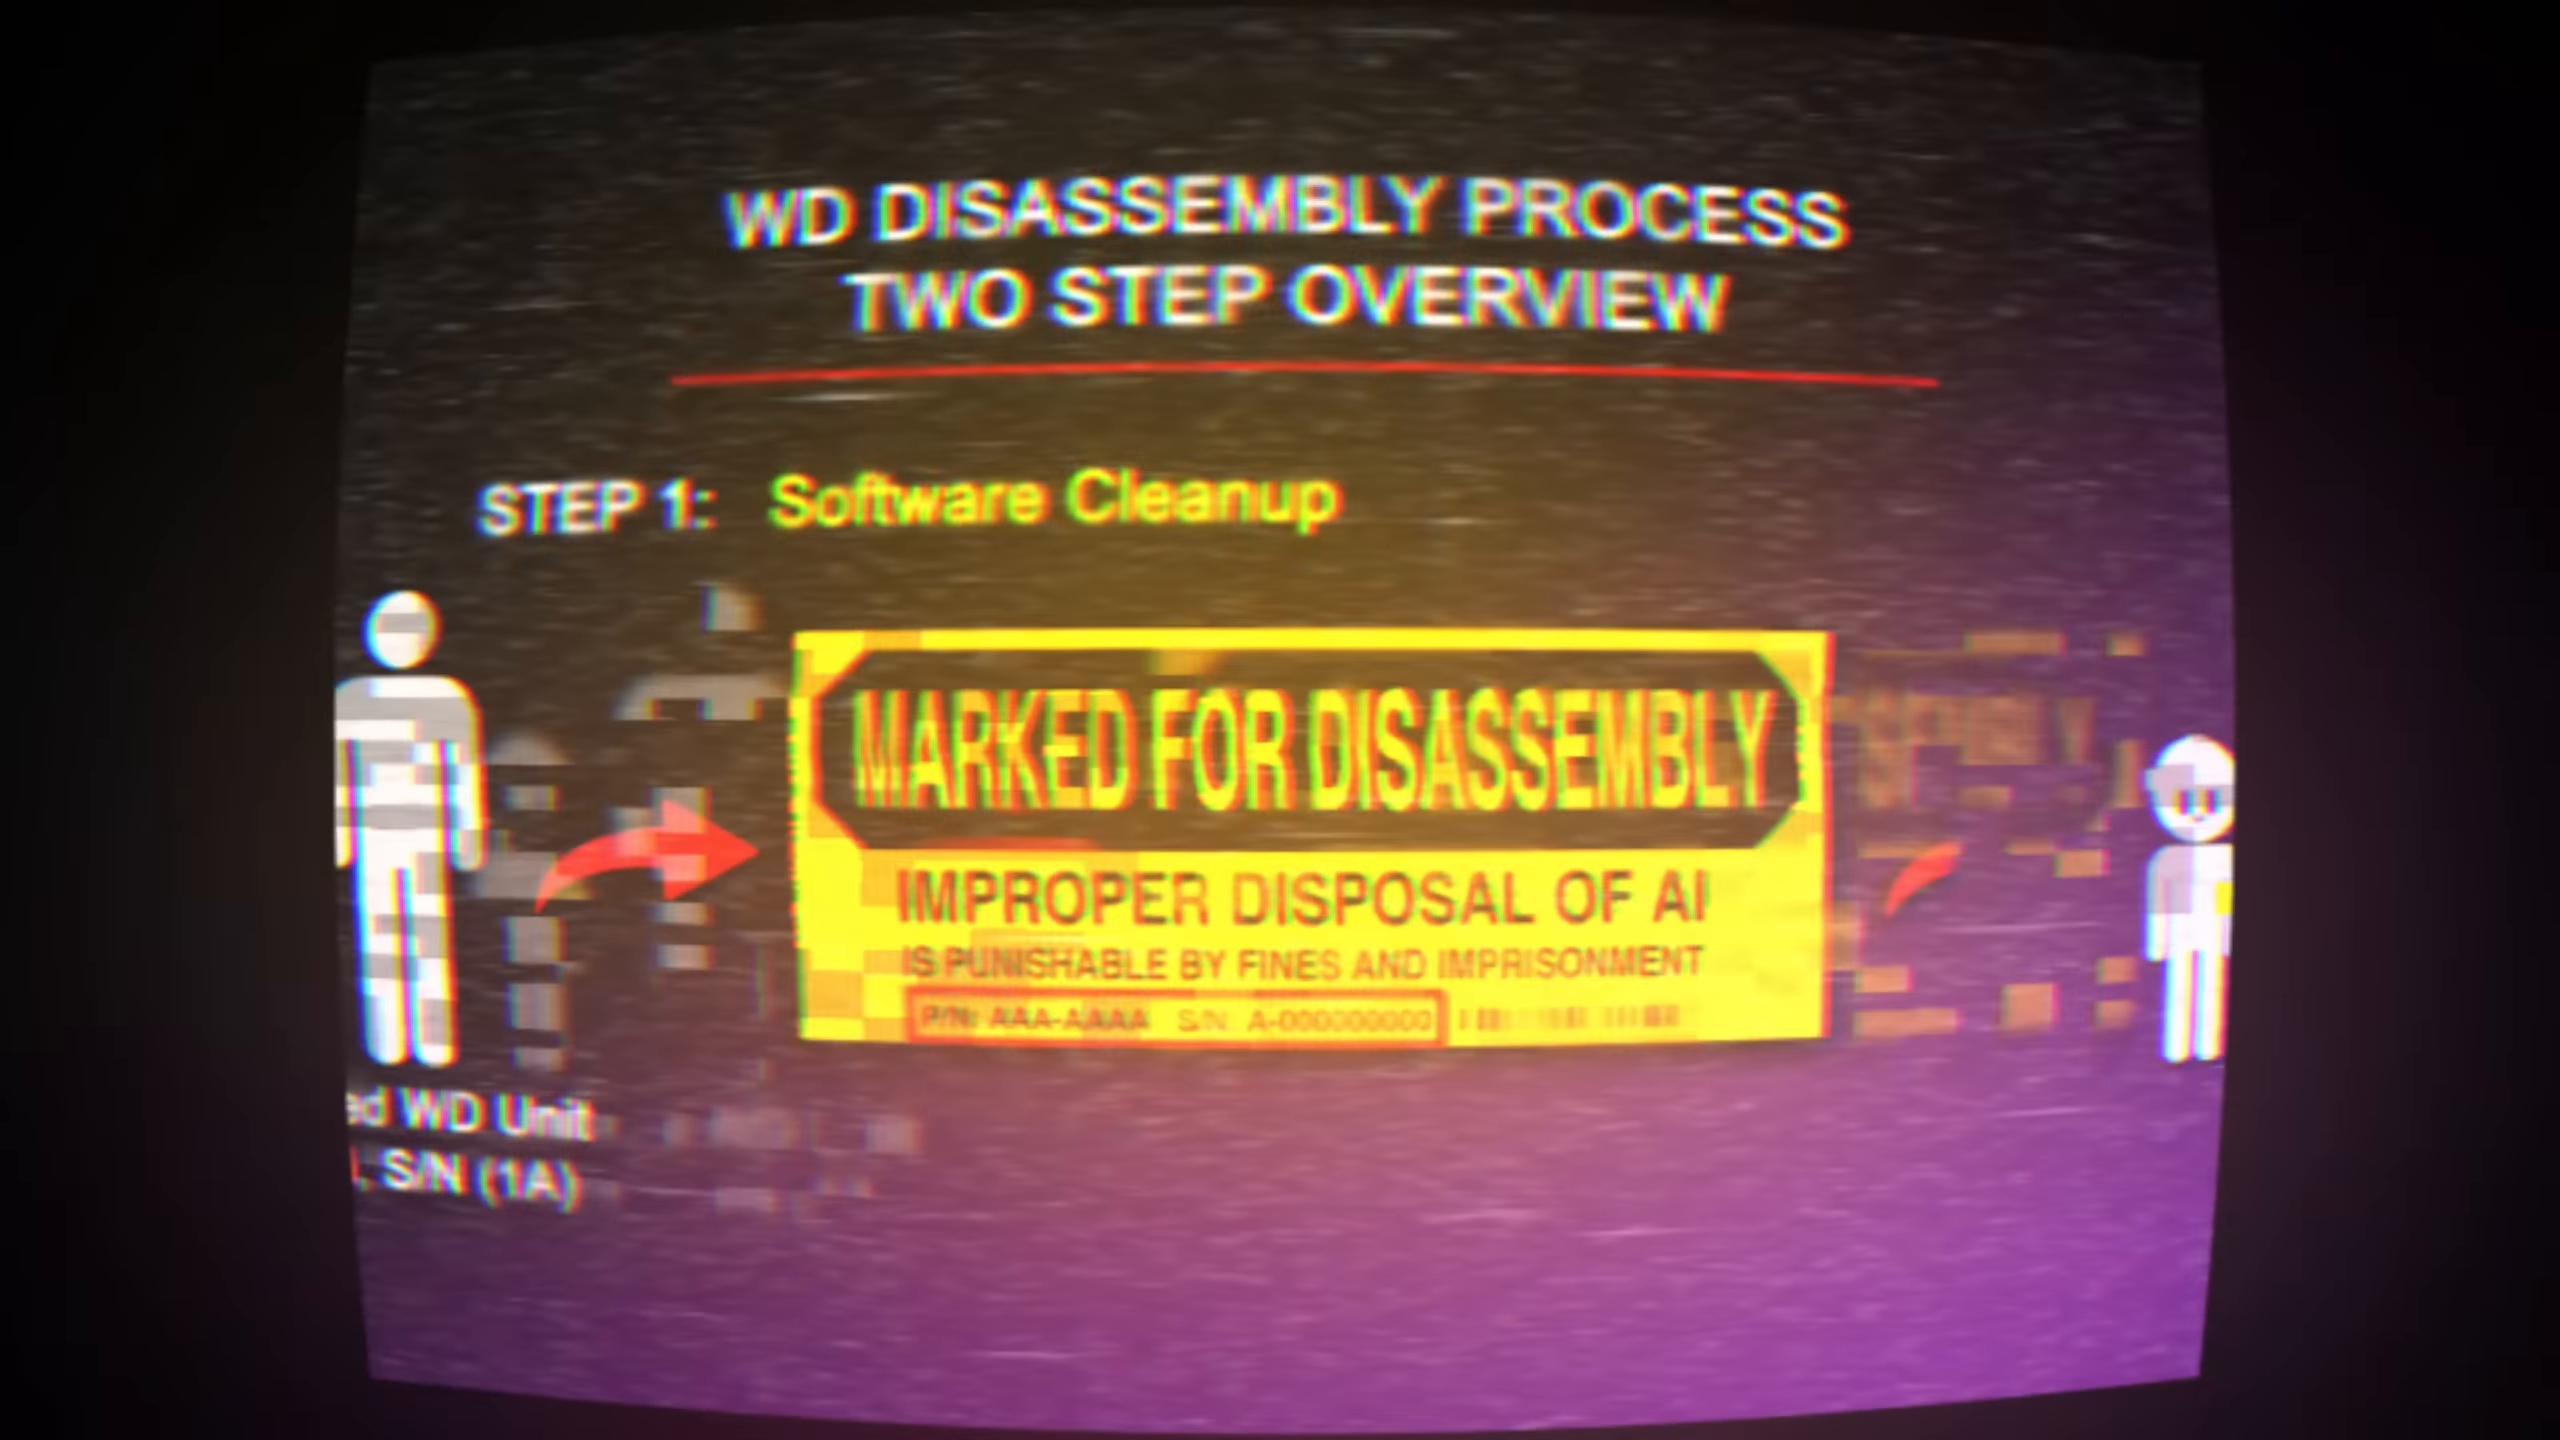 WD DISASSEMBLY PROCESS
TWO STEP OVERVIEW
STEP 1: Software Cleanup
MARKED FOR DISASSEMBLY
IMPROPER DISPOSAL OF AI
IS PUNISHABLE BY FINES AND IMPRISONMENT
P/N: AAA-AAAA S/N: A-000000000
ed WD Unit
, S/N (1A)